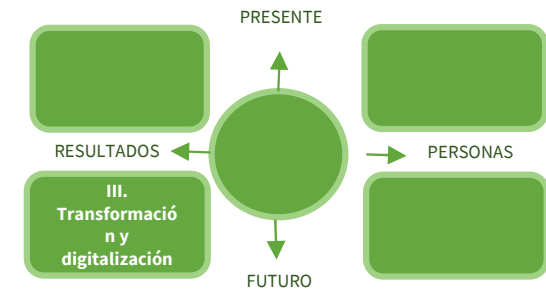 PRESENTE
RESULTADOS
PERSONAS
III.
Transformació
n y
digitalización
FUTURO